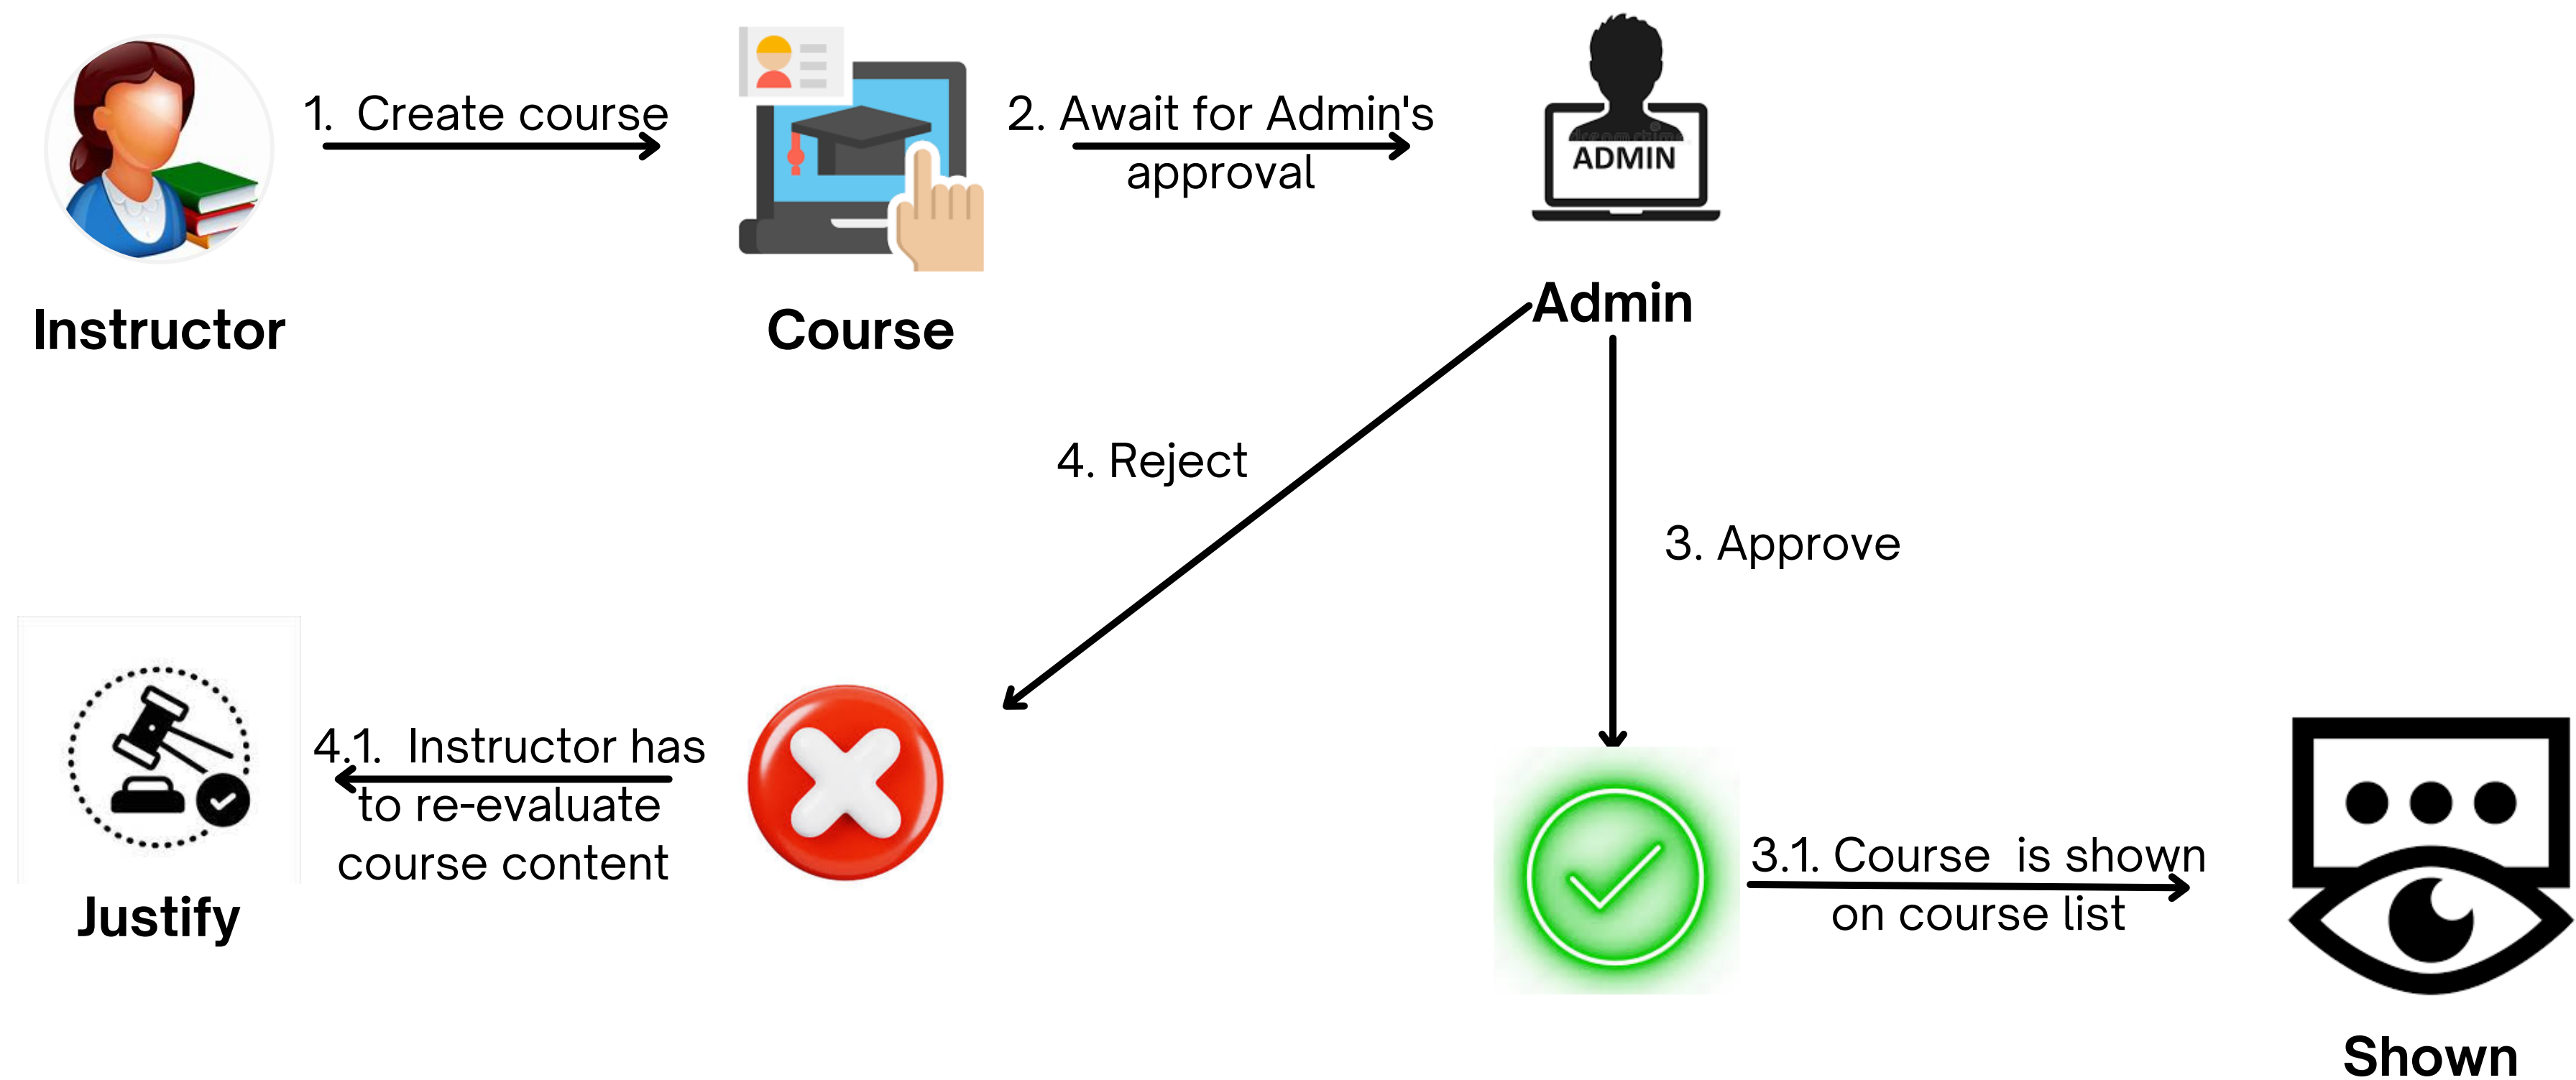 1. Create course
2. Await for Admin's
approval
ADMIN
Instructor
Course
Admin
4. Reject
3. Approve
4.1. Instructor has
to re-evaluate
course content
Justify
3.1. Course is shown
on course list
Shown